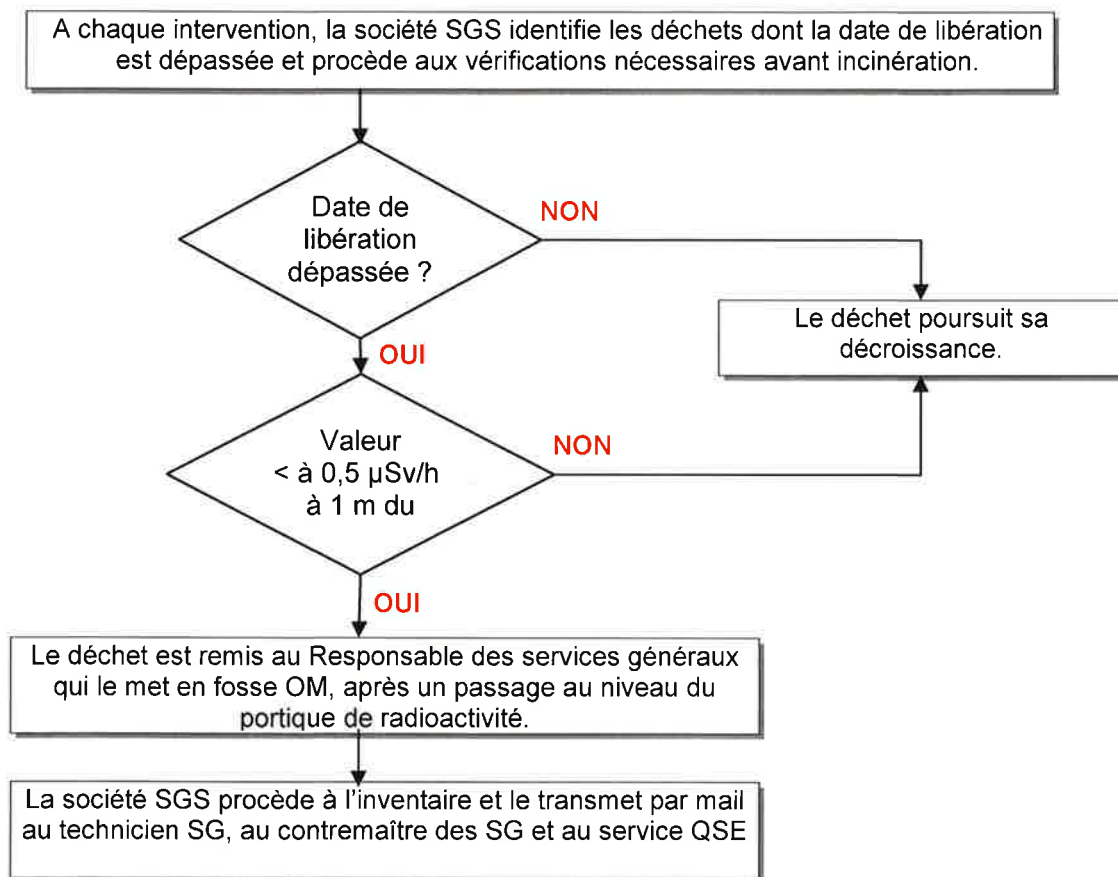 A chaque intervention, la société SGS identifie les déchets dont la date de libération
est dépassée et procède aux vérifications nécessaires avant incinération.
Date de
libération
dépassée ?
NON
Le déchet poursuit sa
décroissance.
OUI
Valeur
< à 0,5 µSv/h
à 1 m du
NON
OUI
Le déchet est remis au Responsable des services généraux
qui le met en fosse OM, après un passage au niveau du
portique de radioactivité.
La société SGS procède à l'inventaire et le transmet par mail
au technicien SG, au contremaître des SG et au service QSE